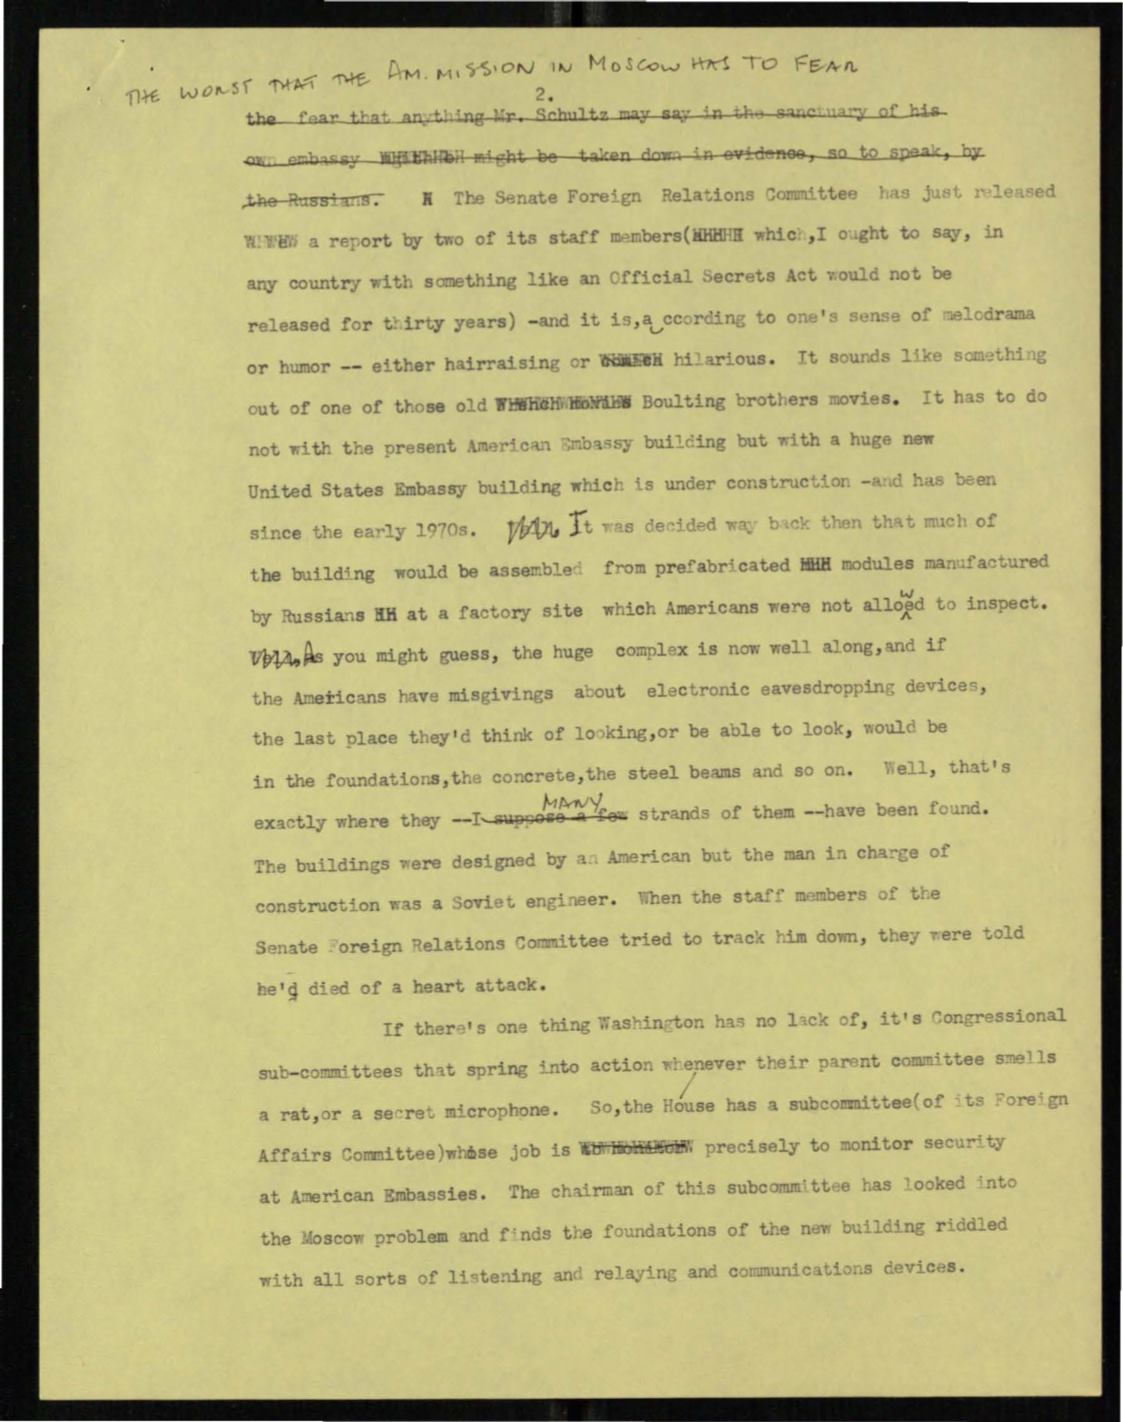 THE WORST THAT THE AM. MISSION IN MOSCOW HAS TO FEAR
2.
the fear that anything Mr. Schultz may say in the sanctuary of his
own embassy might be taken down in evidence, so to speak, by
the Russians. The Senate Foreign Relations Committee has just released
a report by two of its staff members( which,I ought to say, in
any country with something like an Official Secrets Act would not be
released for thirty years) -and it is,a ccording to one's sense of melodrama
or humor -- either hairraising or hilarious. It sounds like something
out of one of those old Boulting brothers movies. It has to do
not with the present American Embassy building but with a huge new
United States Embassy building which is under construction -and has been
since the early 1970s. It was decided way back then that much of
the building would be assembled from prefabricated modules manufactured
by Russians at a factory site which Americans were not allowed to inspect.
As you might guess, the huge complex is now well along,and if
the Americans have misgivings about electronic eavesdropping devices,
the last place they'd think of looking,or be able to look, would be
in the foundations,the concrete,the steel beams and so on. Well, that's
MANY
exactly where they --I suppose a few strands of them --have been found.
The buildings were designed by an American but the man in charge of
construction was a Soviet engineer. When the staff members of the
Senate Foreign Relations Committee tried to track him down, they were told
he'd died of a heart attack.
If there's one thing Washington has no lack of, it's Congressional
sub-committees that spring into action whenever their parent committee smells
a rat,or a secret microphone. So,the House has a subcommittee(of its Foreign
Affairs Committee)whose job is precisely to monitor security
at American Embassies. The chairman of this subcommittee has looked into
the Moscow problem and finds the foundations of the new building riddled
with all sorts of listening and relaying and communications devices.